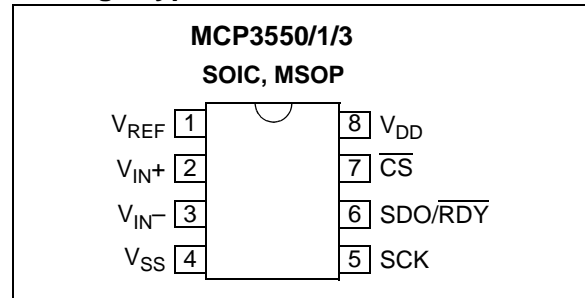 MCP3550/1/3
SOIC, MSOP
VREF 1 8 VDD
VIN+ 2 7 CS
VIN– 3 6 SDO/RDY
VSS 4 5 SCK